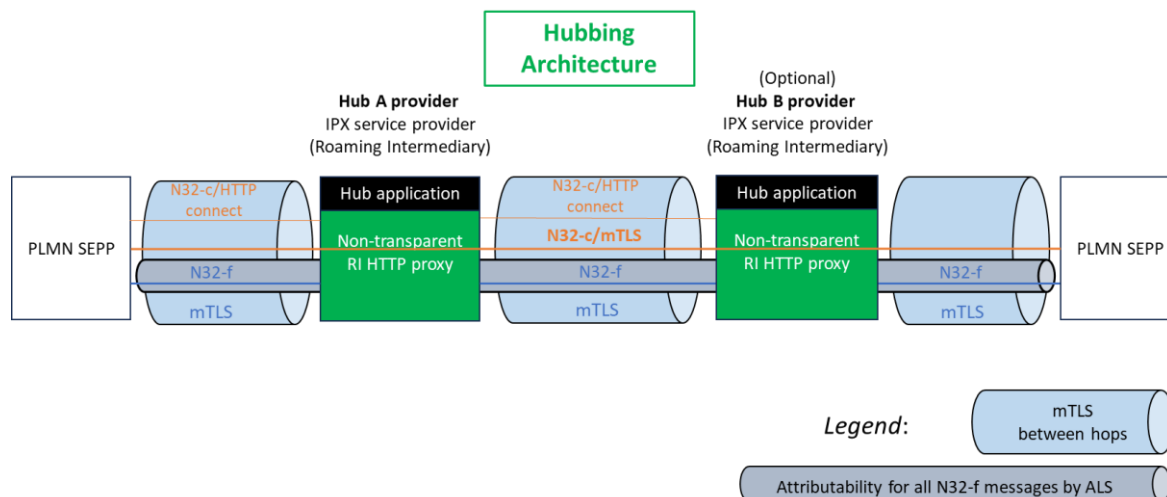 Hubbing
Architecture
(Optional)
Hub A provider
IPX service provider
(Roaming Intermediary)
Hub B provider
IPX service provider
(Roaming Intermediary)
PLMN SEPP
N32-c/HTTP
connect
N32-f
mTLS
Hub application
Non-transparent
RI HTTP proxy
N32-c/HTTP
connect
N32-c/mTLS
N32-f
mTLS
Hub application
Non-transparent
RI HTTP proxy
N32-f
mTLS
PLMN SEPP
Legend:
mTLS
between hops
Attributability for all N32-f messages by ALS